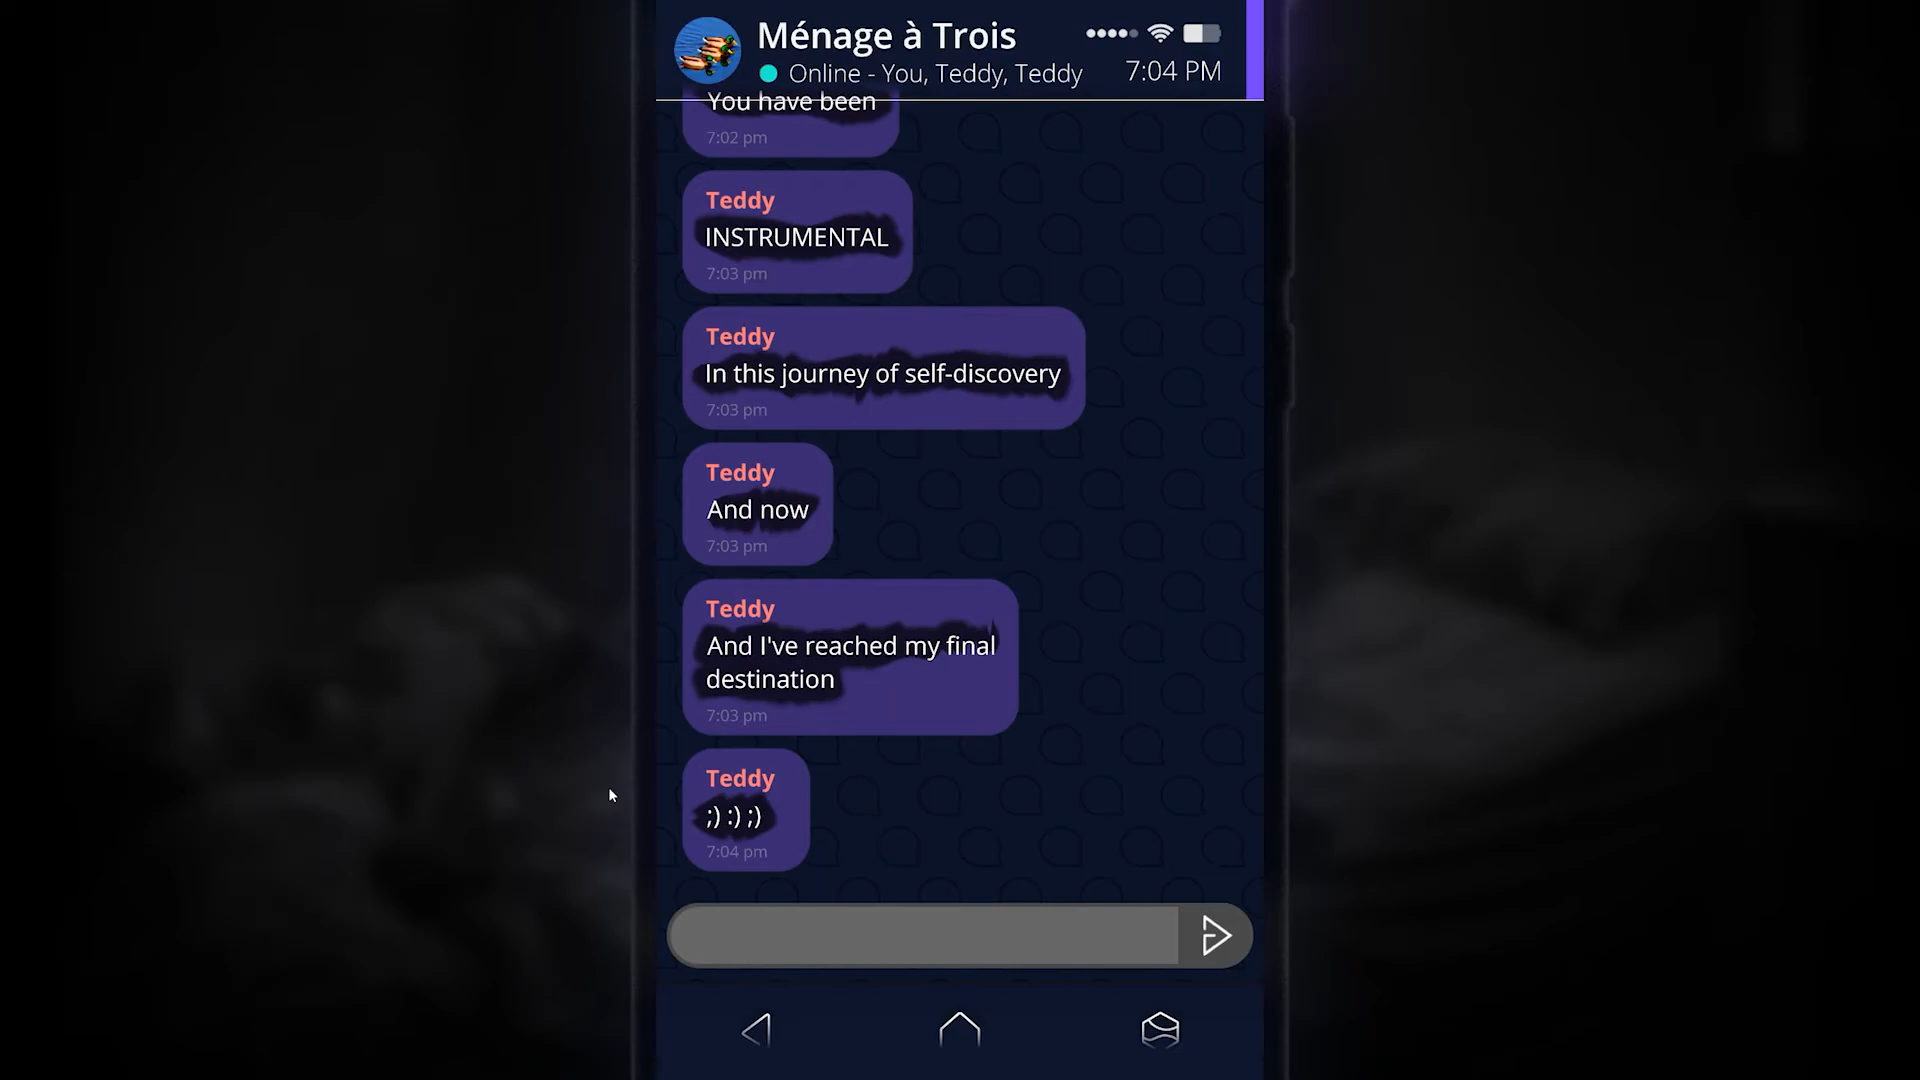 Ménage à Trois
Online - You, Teddy, Teddy
7:04 PM
You have been
7:02 pm
Teddy
INSTRUMENTAL
7:03 pm
Teddy
In this journey of self-discovery
7:03 pm
Teddy
And now
7:03 pm
Teddy
And I've reached my final
destination
7:03 pm
Teddy
;) :) ;)
7:04 pm